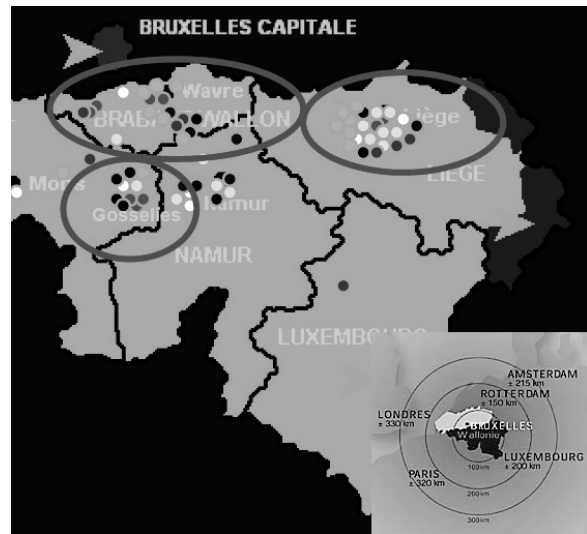 BRUXELLES CAPITALE
Wavre
BRABANT WALLON
Liège
LIEGE
Mons
Namur
Gosselies
NAMUR
LUXEMBOURG
AMSTERDAM
± 215 km
ROTTERDAM
± 150 km
LONDRES
± 330 km
BRUXELLES
Wallonie
LUXEMBOURG
± 200 km
PARIS
± 320 km
100 km
200 km
300 km